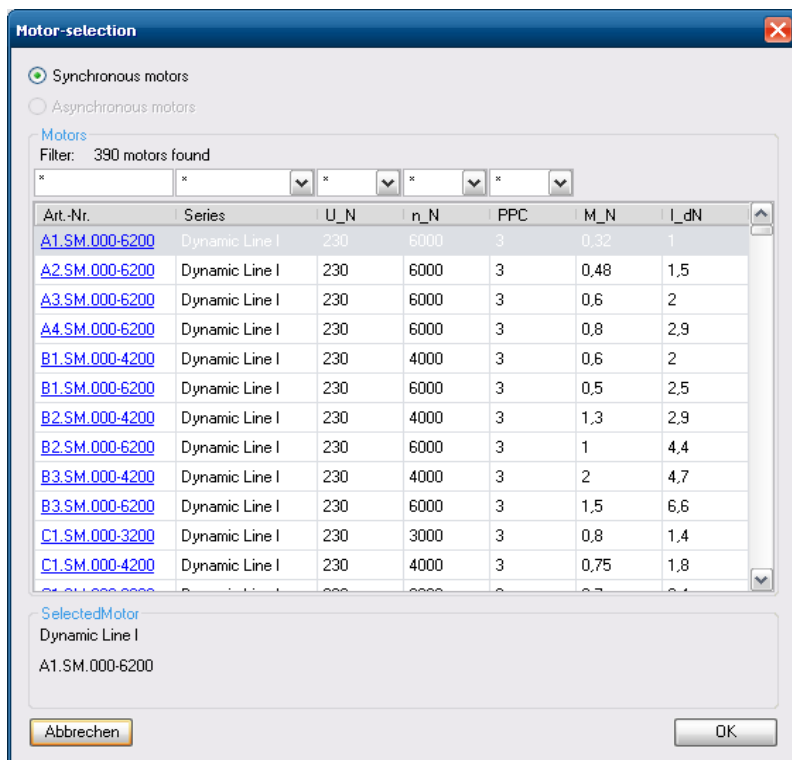 Motor-selection
Synchronous motors
Asynchronous motors
Motors
Filter: 390 motors found
* * * * *
Art.-Nr. Series U_N n_N PPC M_N I_dN
A1.SM.000-6200 Dynamic Line I 230 6000 3 0,32 1
A2.SM.000-6200 Dynamic Line I 230 6000 3 0,48 1,5
A3.SM.000-6200 Dynamic Line I 230 6000 3 0,6 2
A4.SM.000-6200 Dynamic Line I 230 6000 3 0,8 2,9
B1.SM.000-4200 Dynamic Line I 230 4000 3 0,6 2
B1.SM.000-6200 Dynamic Line I 230 6000 3 0,5 2,5
B2.SM.000-4200 Dynamic Line I 230 4000 3 1,3 2,9
B2.SM.000-6200 Dynamic Line I 230 6000 3 1 4,4
B3.SM.000-4200 Dynamic Line I 230 4000 3 2 4,7
B3.SM.000-6200 Dynamic Line I 230 6000 3 1,5 6,6
C1.SM.000-3200 Dynamic Line I 230 3000 3 0,8 1,4
C1.SM.000-4200 Dynamic Line I 230 4000 3 0,75 1,8
SelectedMotor
Dynamic Line I
A1.SM.000-6200
Abbrechen OK